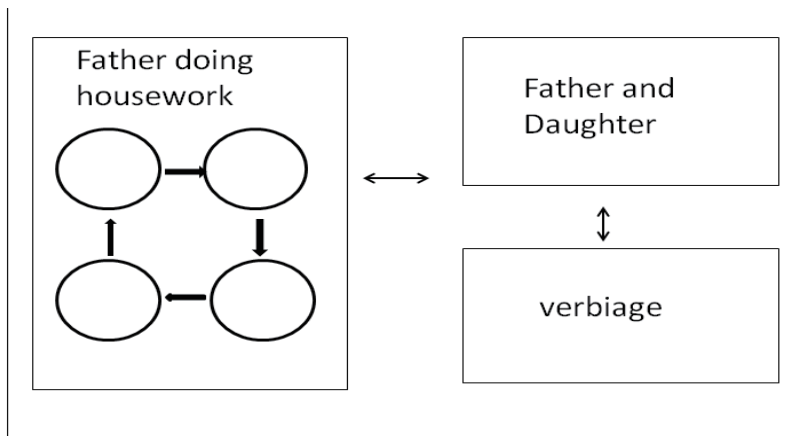 Father doing
housework
Father and
Daughter
verbiage